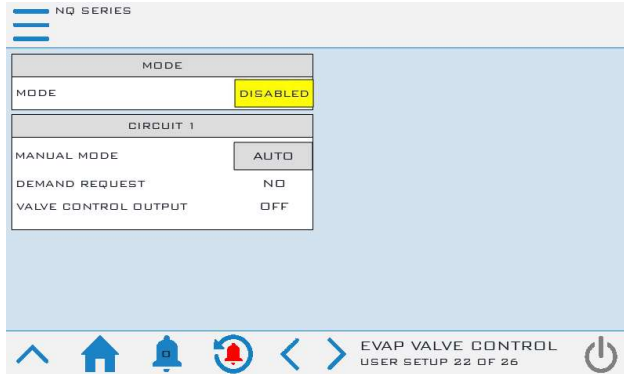 NQ SERIES
MODE
MODE DISABLED
CIRCUIT 1
MANUAL MODE AUTO
DEMAND REQUEST NO
VALVE CONTROL OUTPUT OFF
0
EVAP VALVE CONTROL
USER SETUP 22 OF 26